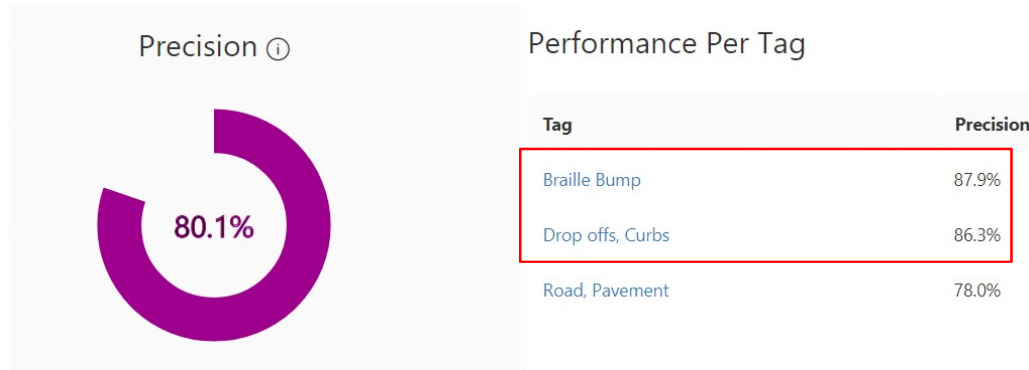 Precision
80.1%
Performance Per Tag
Tag Precision
Braille Bump 87.9%
Drop offs, Curbs 86.3%
Road, Pavement 78.0%